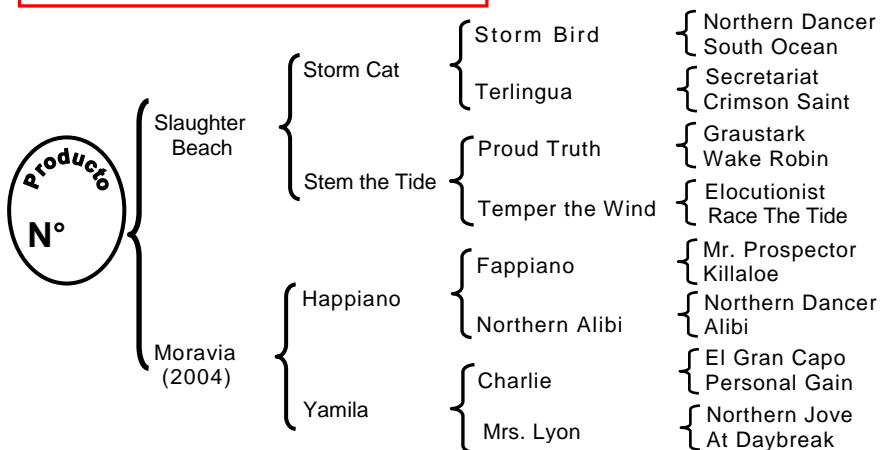 Producto
N°
Slaughter
Beach
Moravia
(2004)
Storm Cat
Stem the Tide
Happiano
Yamila
Storm Bird
Terlingua
Proud Truth
Temper the Wind
Fappiano
Northern Alibi
Charlie
Mrs. Lyon
Northern Dancer
South Ocean
Secretariat
Crimson Saint
Graustark
Wake Robin
Elocutionist
Race The Tide
Mr. Prospector
Killaloe
Northern Dancer
Alibi
El Gran Capo
Personal Gain
Northern Jove
At Daybreak